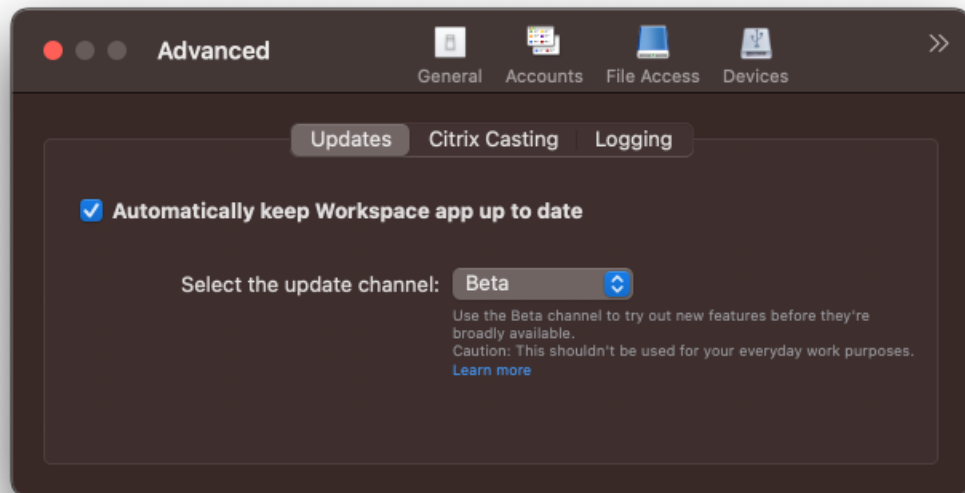 Advanced
General Accounts File Access Devices
Updates Citrix Casting Logging
Automatically keep Workspace app up to date
Select the update channel: Beta
Use the Beta channel to try out new features before they're
broadly available.
Caution: This shouldn't be used for your everyday work purposes.
Learn more